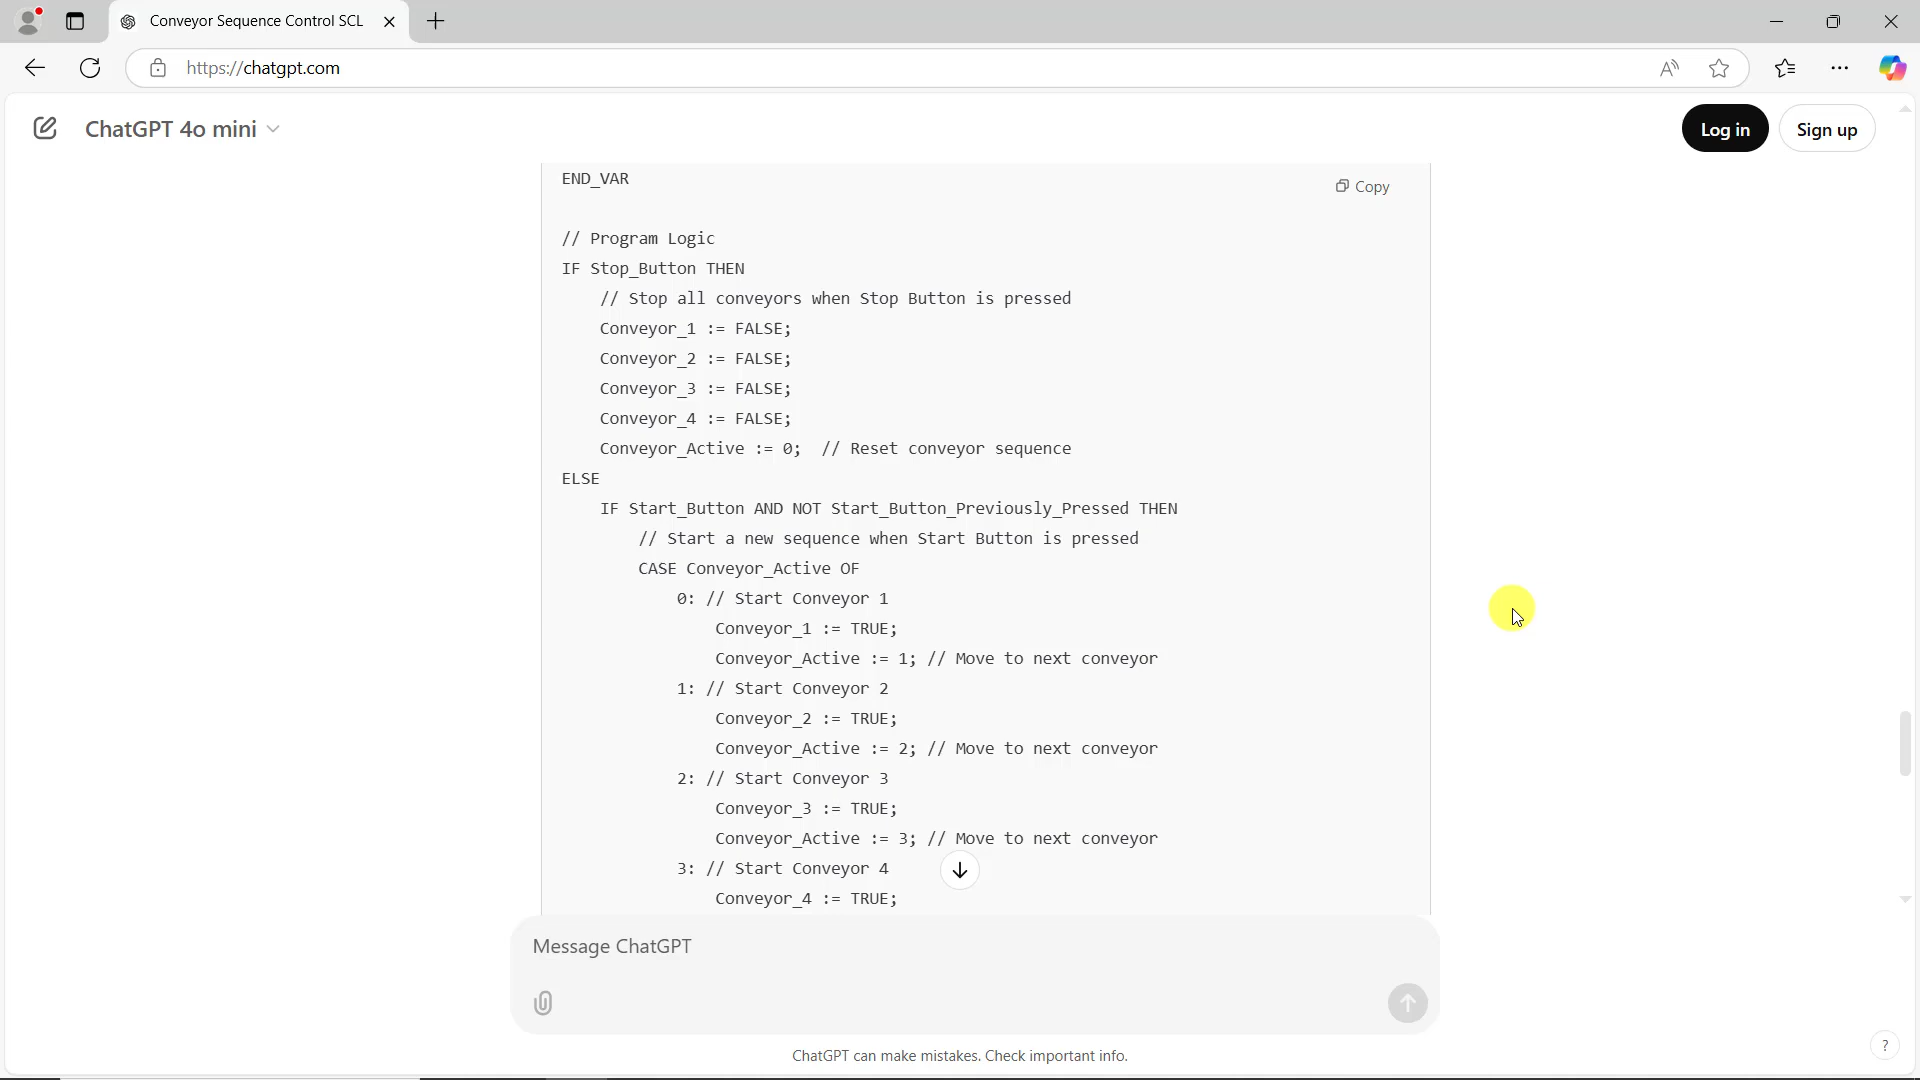 Conveyor Sequence Control SCL
https://chatgpt.com
ChatGPT 4o mini
Log in
Sign up
END_VAR
Copy
// Program Logic
IF Stop_Button THEN
// Stop all conveyors when Stop Button is pressed
Conveyor_1 := FALSE;
Conveyor_2 := FALSE;
Conveyor_3 := FALSE;
Conveyor_4 := FALSE;
Conveyor_Active := 0;  // Reset conveyor sequence
ELSE
IF Start_Button AND NOT Start_Button_Previously_Pressed THEN
// Start a new sequence when Start Button is pressed
CASE Conveyor_Active OF
0: // Start Conveyor 1
Conveyor_1 := TRUE;
Conveyor_Active := 1; // Move to next conveyor
1: // Start Conveyor 2
Conveyor_2 := TRUE;
Conveyor_Active := 2; // Move to next conveyor
2: // Start Conveyor 3
Conveyor_3 := TRUE;
Conveyor_Active := 3; // Move to next conveyor
3: // Start Conveyor 4
Conveyor_4 := TRUE;
Message ChatGPT
ChatGPT can make mistakes. Check important info.
?